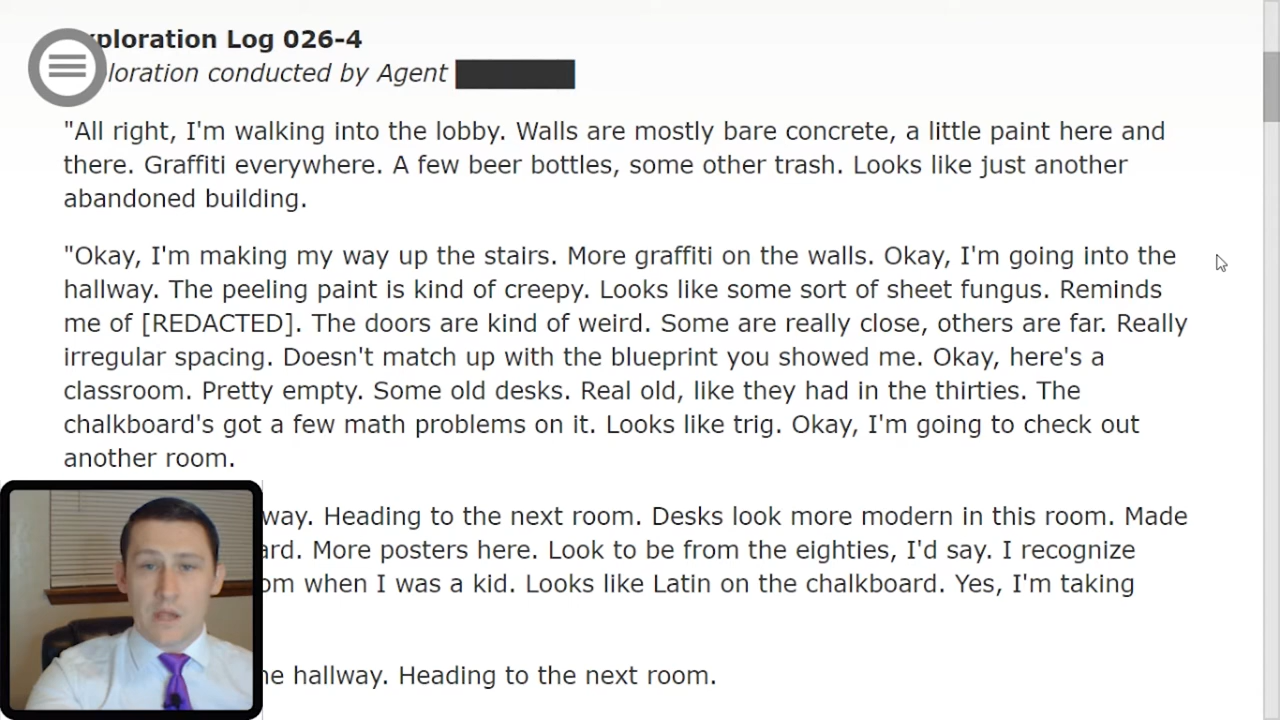 ploration Log 026-4
loration conducted by Agent
"All right, I'm walking into the lobby. Walls are mostly bare concrete, a little paint here and
there. Graffiti everywhere. A few beer bottles, some other trash. Looks like just another
abandoned building.
"Okay, I'm making my way up the stairs. More graffiti on the walls. Okay, I'm going into the
hallway. The peeling paint is kind of creepy. Looks like some sort of sheet fungus. Reminds
me of [REDACTED]. The doors are kind of weird. Some are really close, others are far. Really
irregular spacing. Doesn't match up with the blueprint you showed me. Okay, here's a
classroom. Pretty empty. Some old desks. Real old, like they had in the thirties. The
chalkboard's got a few math problems on it. Looks like trig. Okay, I'm going to check out
another room.
way. Heading to the next room. Desks look more modern in this room. Made
ard. More posters here. Look to be from the eighties, I'd say. I recognize
om when I was a kid. Looks like Latin on the chalkboard. Yes, I'm taking
he hallway. Heading to the next room.